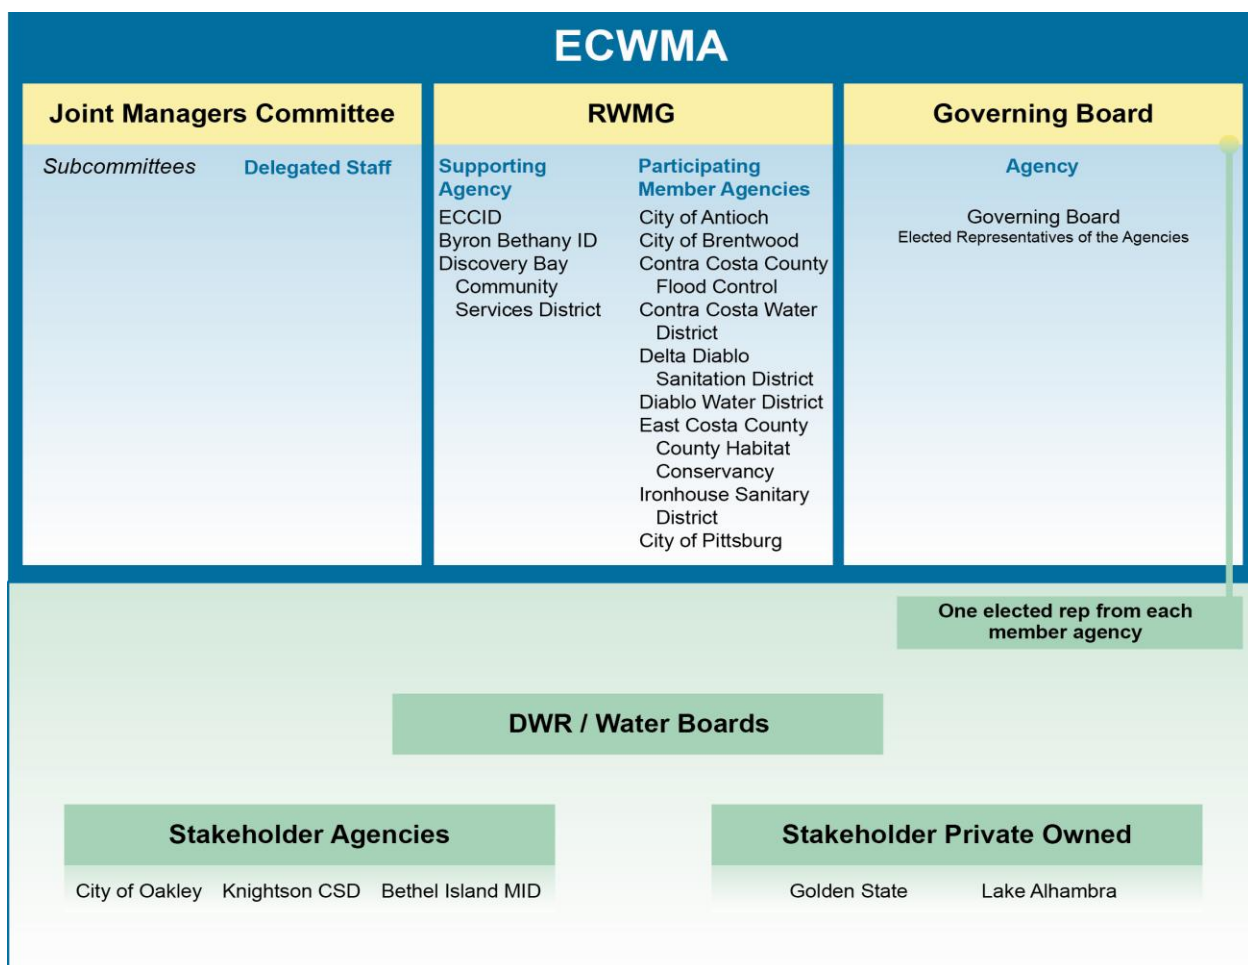 ECWMA
Joint Managers Committee
Subcommittees
Delegated Staff
RWMG
Supporting
Agency
ECCID
Byron Bethany ID
Discovery Bay
Community
Services District
Participating
Member Agencies
City of Antioch
City of Brentwood
Contra Costa County
Flood Control
Contra Costa Water
District
Delta Diablo
Sanitation District
Diablo Water District
East Costa County
County Habitat
Conservancy
Ironhouse Sanitary
District
City of Pittsburg
Governing Board
Agency
Governing Board
Elected Representatives of the Agencies
One elected rep from each
member agency
DWR / Water Boards
Stakeholder Agencies
City of Oakley
Knightson CSD
Bethel Island MID
Stakeholder Private Owned
Golden State
Lake Alhambra